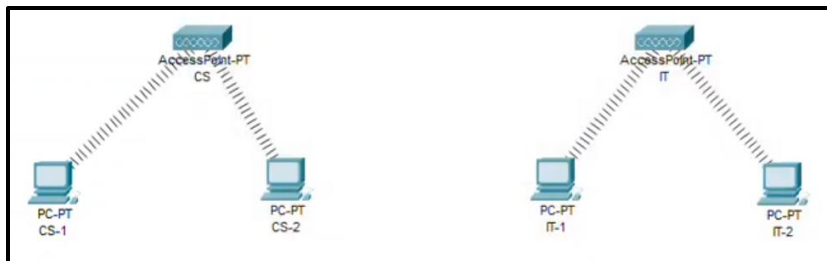 AccessPoint-PT
CS
AccessPoint-PT
IT
PC-PT
CS-1
PC-PT
CS-2
PC-PT
IT-1
PC-PT
IT-2